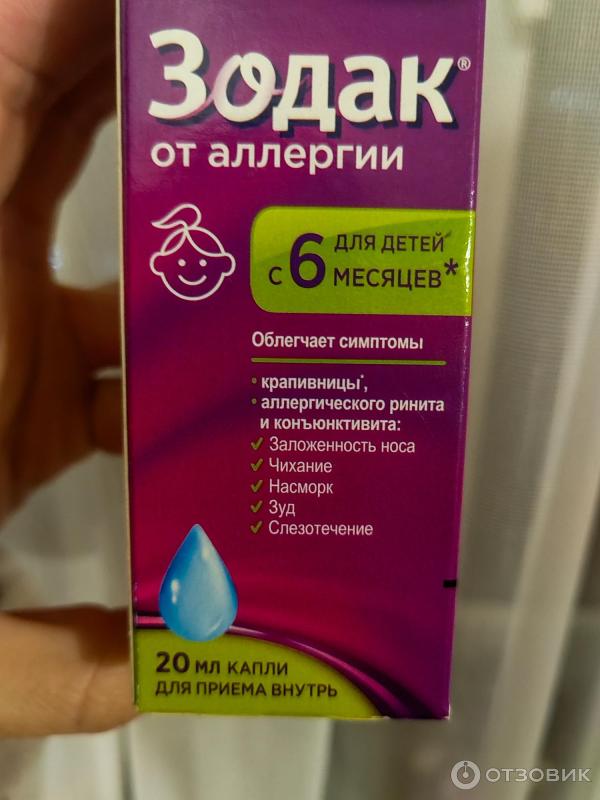 Зодак®
от аллергии
ДЛЯ ДЕТЕЙ
с 6 МЕСЯЦЕВ*
Облегчает симптомы
• крапивницы*,
• аллергического ринита
и конъюнктивита:
✓ Заложенность носа
✓ Чихание
✓ Насморк
✓ Зуд
✓ Слезотечение
20 МЛ КАПЛИ
ДЛЯ ПРИЕМА ВНУТРЬ
ОТЗОВИК